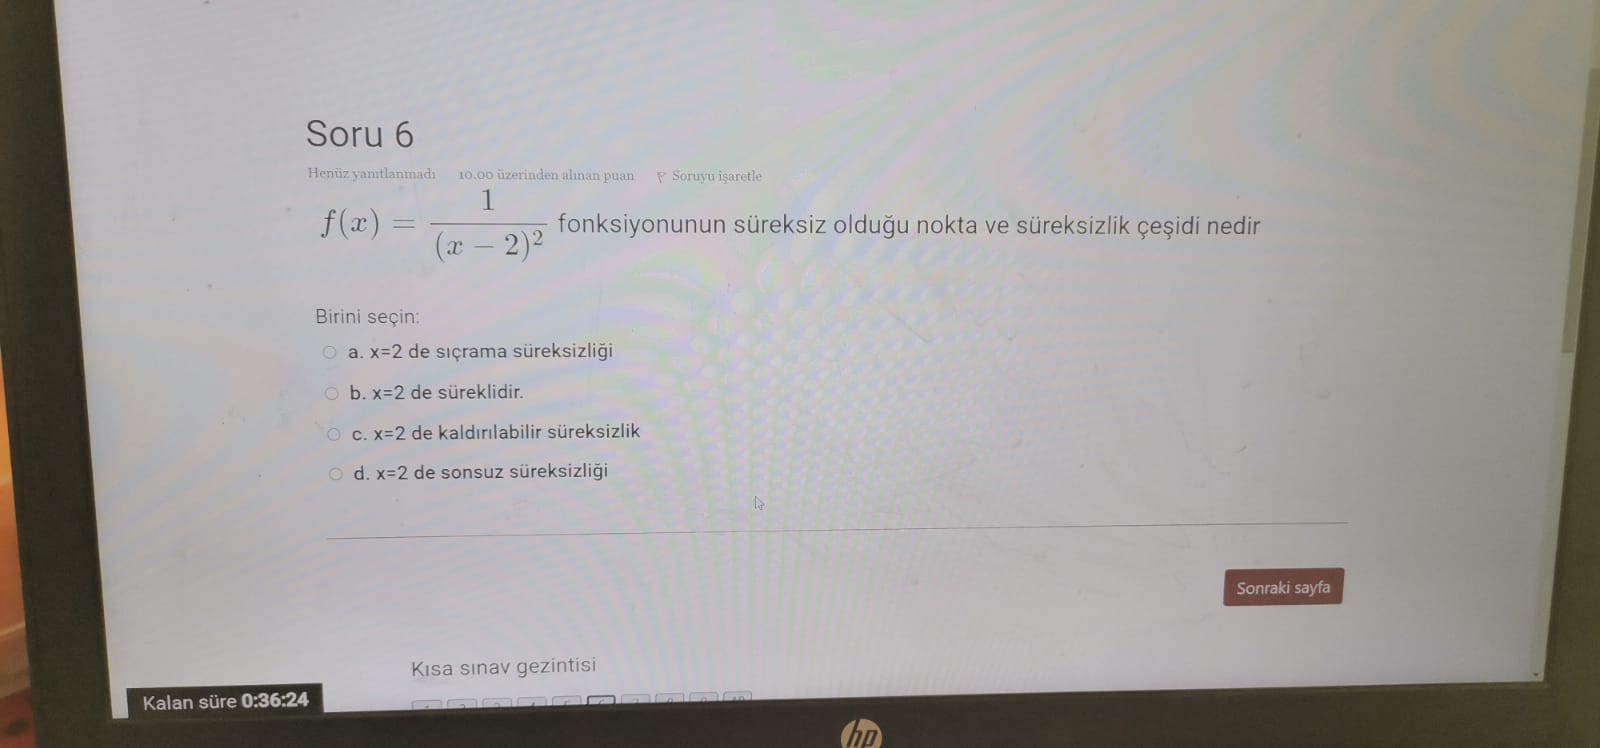 Soru 6
Henüz yanıtlanmadı 10.00 üzerinden alınan puan Soruyu işaretle
f(x) = 1 / (x − 2)² fonksiyonunun süreksiz olduğu nokta ve süreksizlik çeşidi nedir
Birini seçin:
a. x=2 de sıçrama süreksizliği
b. x=2 de süreklidir.
c. x=2 de kaldırılabilir süreksizlik
d. x=2 de sonsuz süreksizliği
Sonraki sayfa
Kısa sınav gezintisi
Kalan süre 0:36:24
hp